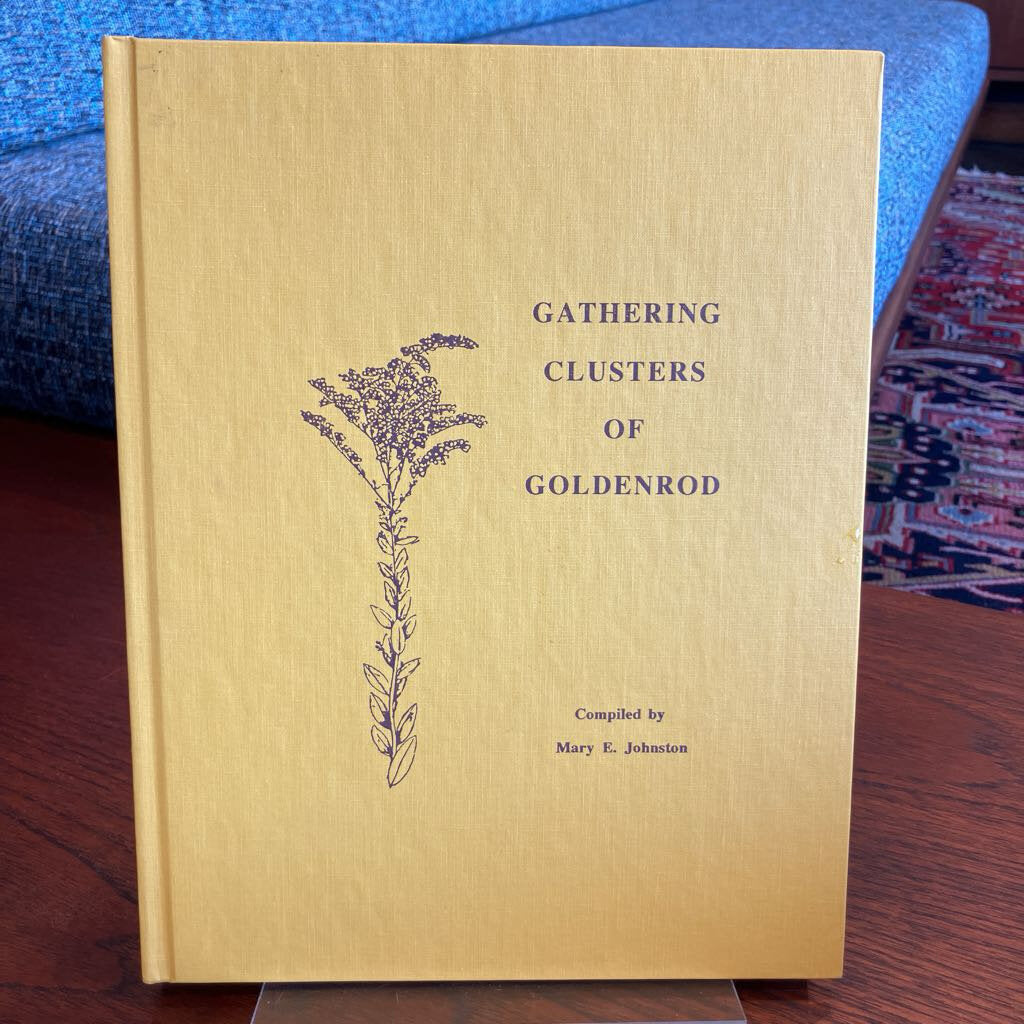 GATHERING
CLUSTERS
OF
GOLDENROD
Compiled by
Mary E. Johnston